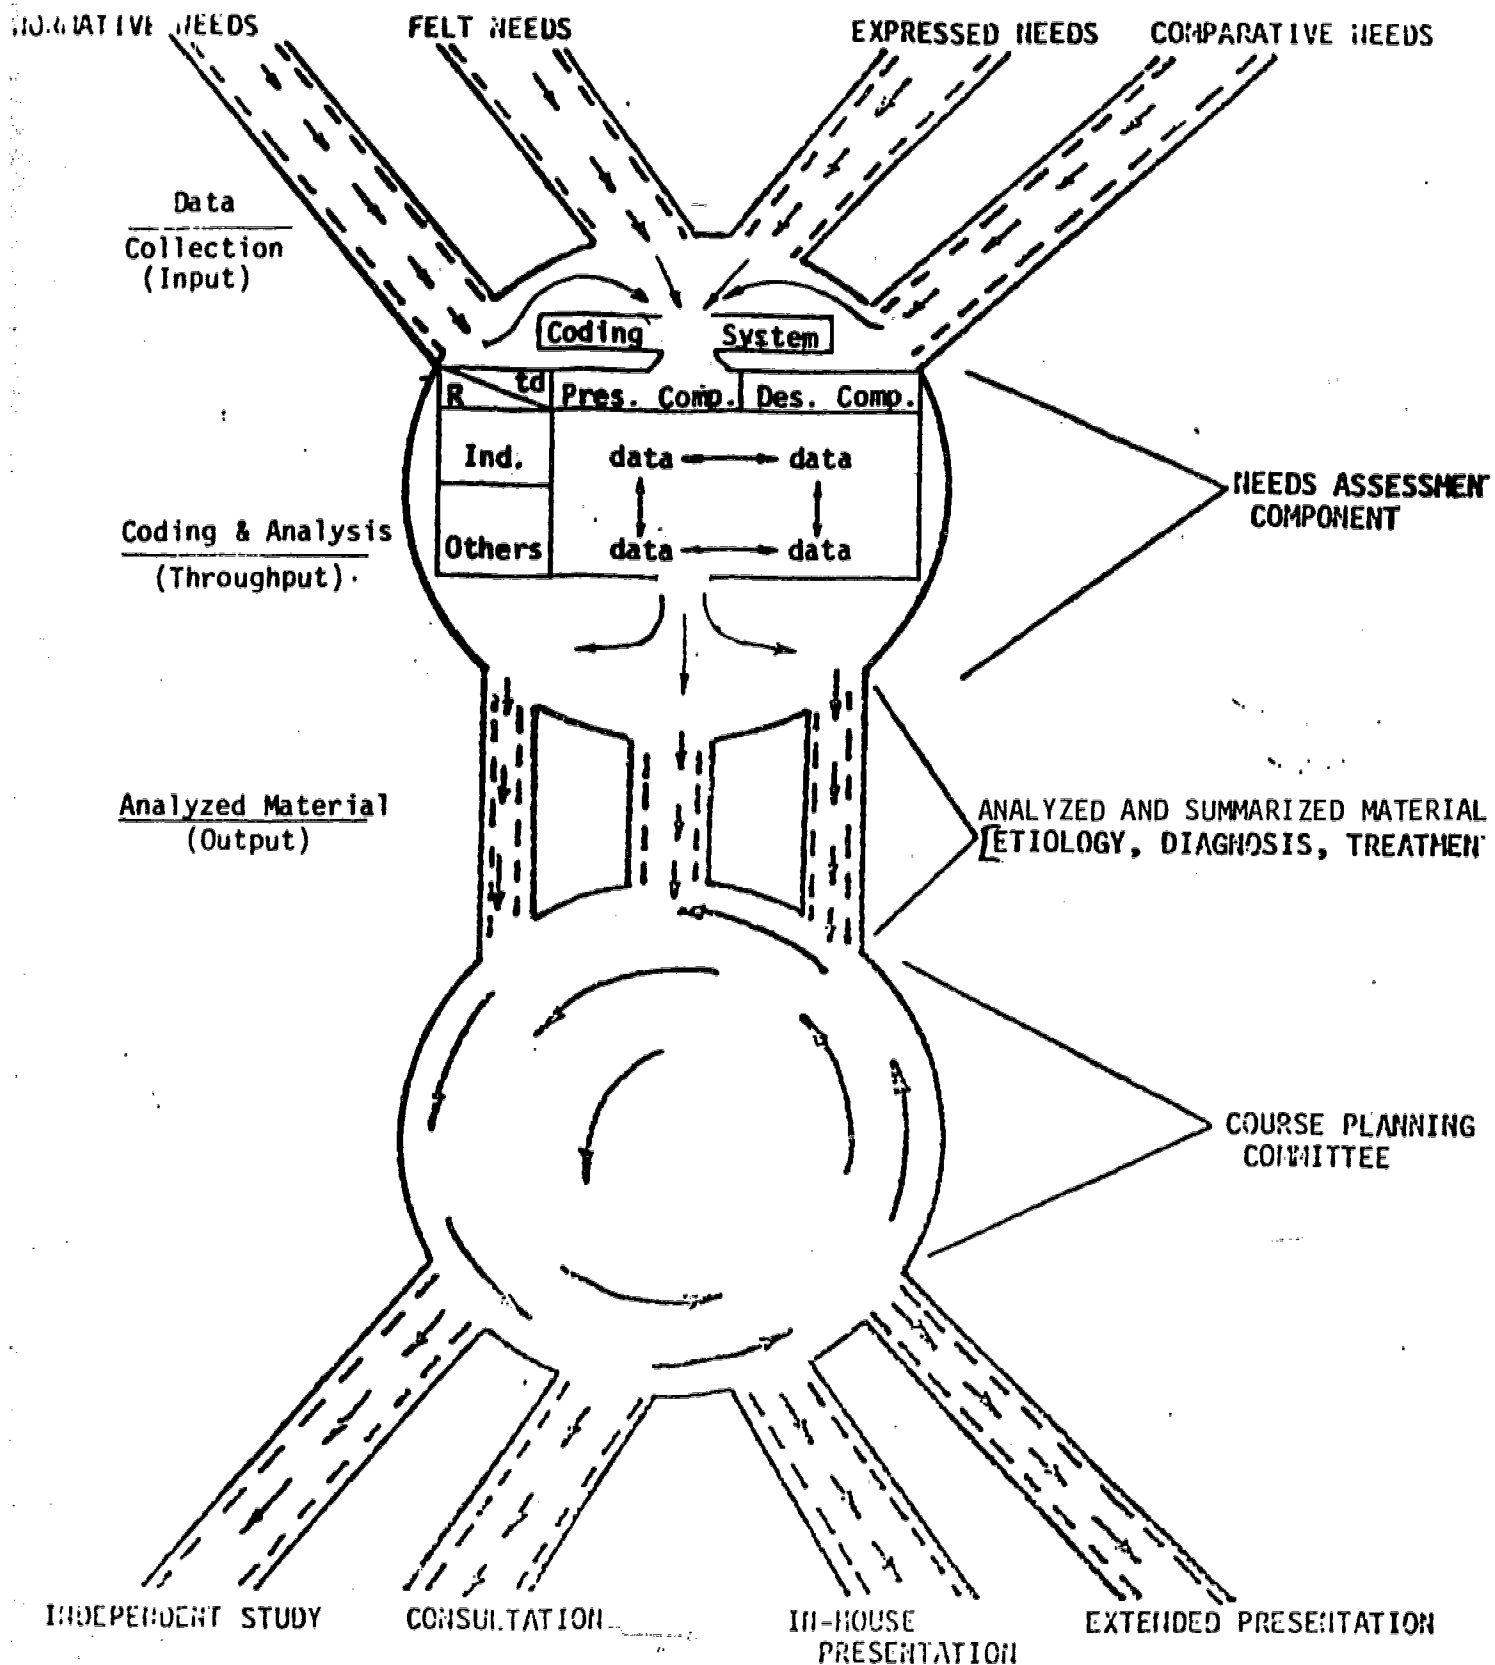 NORMATIVE NEEDS FELT NEEDS EXPRESSED NEEDS COMPARATIVE NEEDS
Data
Collection
(Input)
Coding System
R td Pres. Comp. Des. Comp.
Ind. data data
NEEDS ASSESSMEN
COMPONENT
Coding & Analysis
(Throughput)
Others data data
Analyzed Material
(Output)
ANALYZED AND SUMMARIZED MATERIAL
[ETIOLOGY, DIAGNOSIS, TREATMEN
COURSE PLANNING
COMMITTEE
INDEPENDENT STUDY CONSULTATION IN-HOUSE EXTENDED PRESENTATION
PRESENTATION